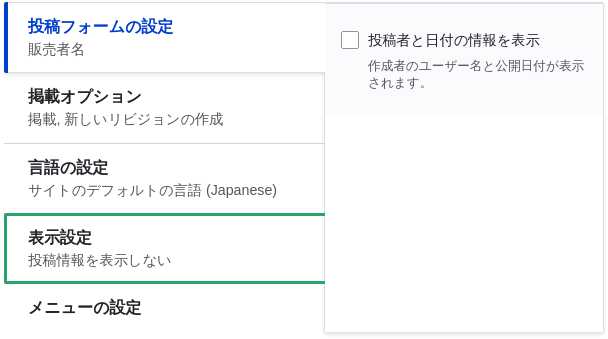 投稿フォームの設定
販売者名
掲載オプション
掲載, 新しいリビジョンの作成
言語の設定
サイトのデフォルトの言語 (Japanese)
表示設定
投稿情報を表示しない
メニューの設定
投稿者と日付の情報を表示
作成者のユーザー名と公開日付が表示
されます。